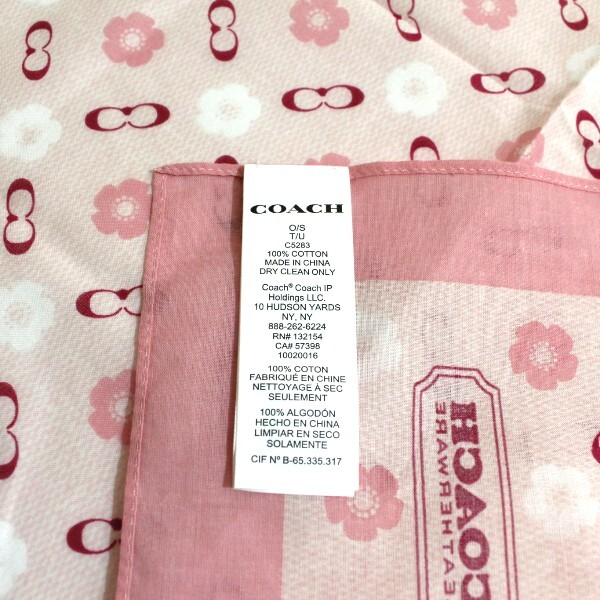 COACH
O/S
T/U
C5283
100% COTTON
MADE IN CHINA
DRY CLEAN ONLY
Coach® Coach IP
Holdings LLC.
10 HUDSON YARDS
NY, NY
888-262-6224
RN# 132154
CA# 57398
10020016
100% COTON
FABRIQUÉ EN CHINE
NETTOYAGE À SEC
SEULEMENT
100% ALGODÓN
HECHO EN CHINA
LIMPIAR EN SECO
SOLAMENTE
CIF Nº B-65.335.317
COACH